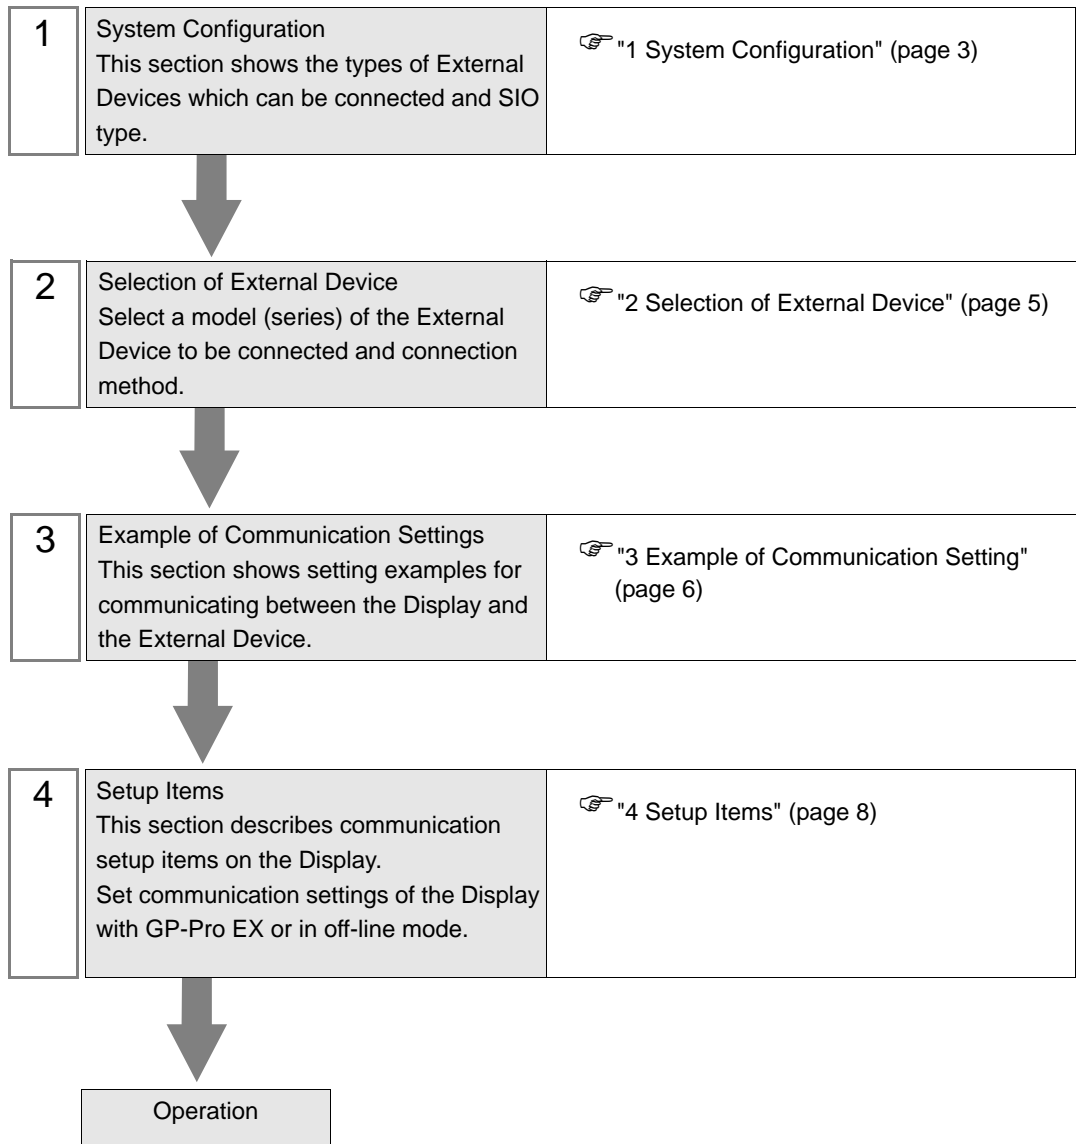 1
System Configuration
This section shows the types of External
Devices which can be connected and SIO
type.
"1 System Configuration" (page 3)
2
Selection of External Device
Select a model (series) of the External
Device to be connected and connection
method.
"2 Selection of External Device" (page 5)
3
Example of Communication Settings
This section shows setting examples for
communicating between the Display and
the External Device.
"3 Example of Communication Setting"
(page 6)
4
Setup Items
This section describes communication
setup items on the Display.
Set communication settings of the Display
with GP-Pro EX or in off-line mode.
"4 Setup Items" (page 8)
Operation